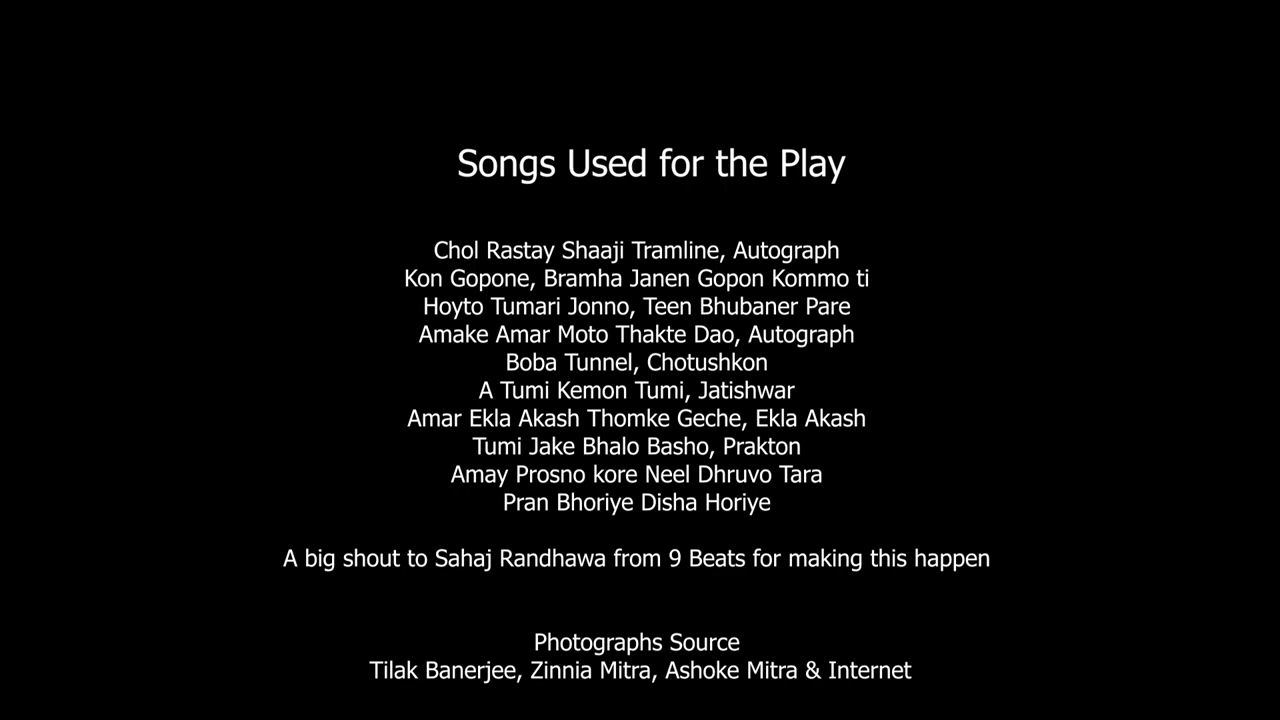 Songs Used for the Play
Chol Rastay Shaaji Tramline, Autograph
Kon Gopone, Bramha Janen Gopon Kommo ti
Hoyto Tumari Jonno, Teen Bhubaner Pare
Amake Amar Moto Thakte Dao, Autograph
Boba Tunnel, Chotushkon
A Tumi Kemon Tumi, Jatishwar
Amar Ekla Akash Thomke Geche, Ekla Akash
Tumi Jake Bhalo Basho, Prakton
Amay Prosno kore Neel Dhruvo Tara
Pran Bhoriye Disha Horiye
A big shout to Sahaj Randhawa from 9 Beats for making this happen
Photographs Source
Tilak Banerjee, Zinnia Mitra, Ashoke Mitra & Internet